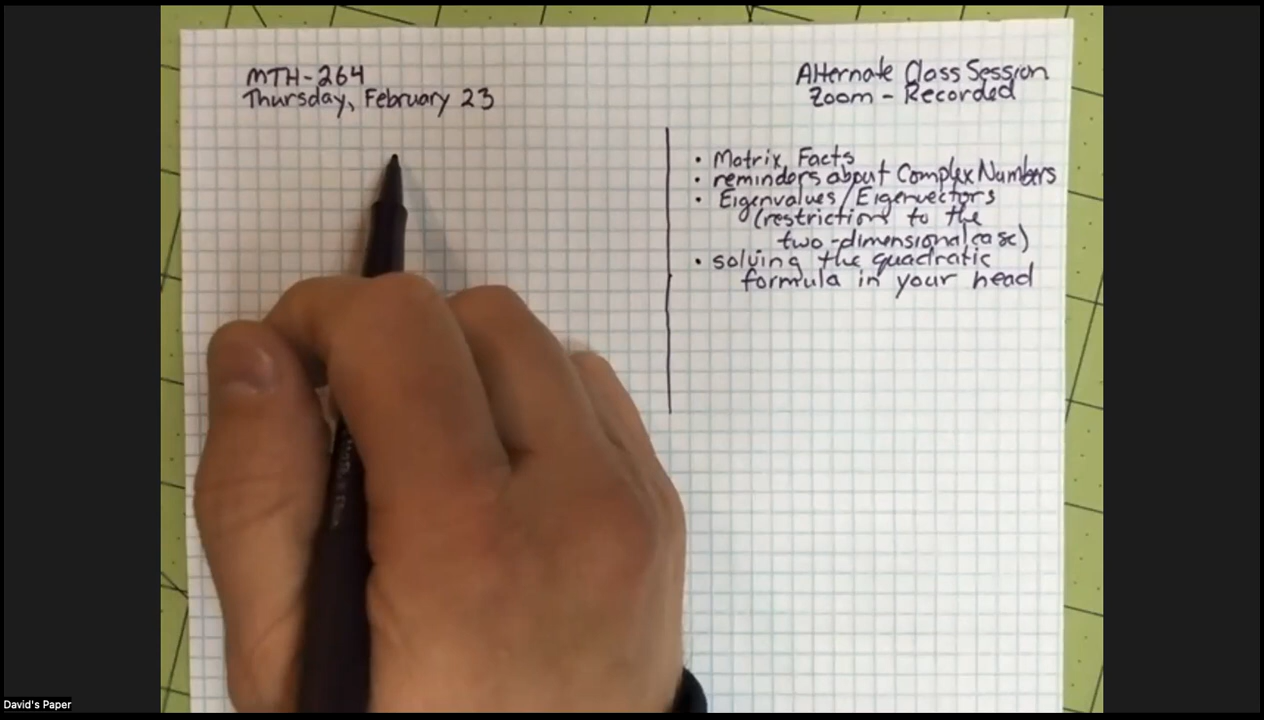 MTH-264
Thursday, February 23
Alternate Class Session
Zoom - Recorded
• Matrix Facts
• reminders about Complex Numbers
• Eigenvalues/Eigenvectors
(restriction to the
two-dimensional case)
• solving the quadratic
formula in your head
David's Paper